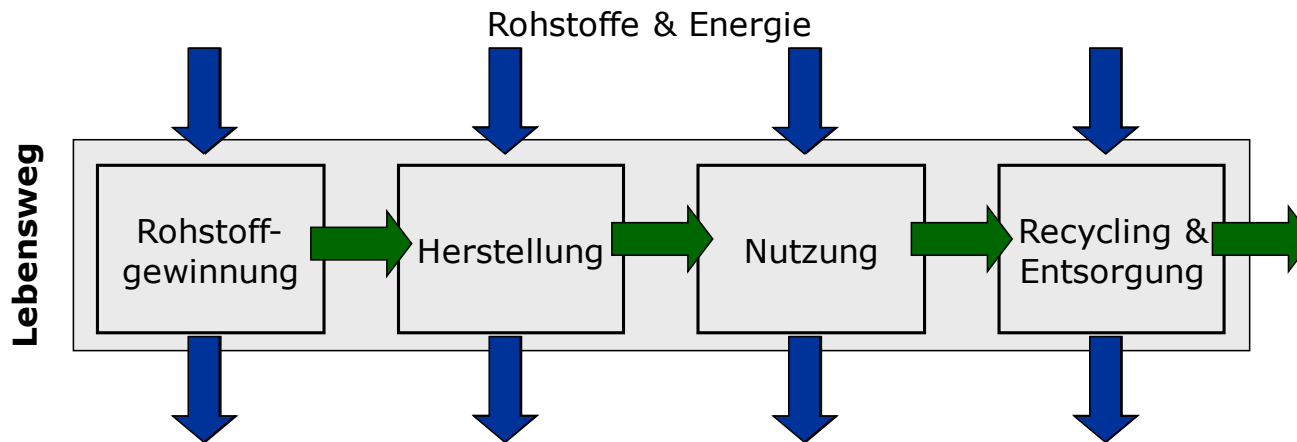 Rohstoffe & Energie
Lebensweg
Rohstoff-
gewinnung
Herstellung
Nutzung
Recycling &
Entsorgung